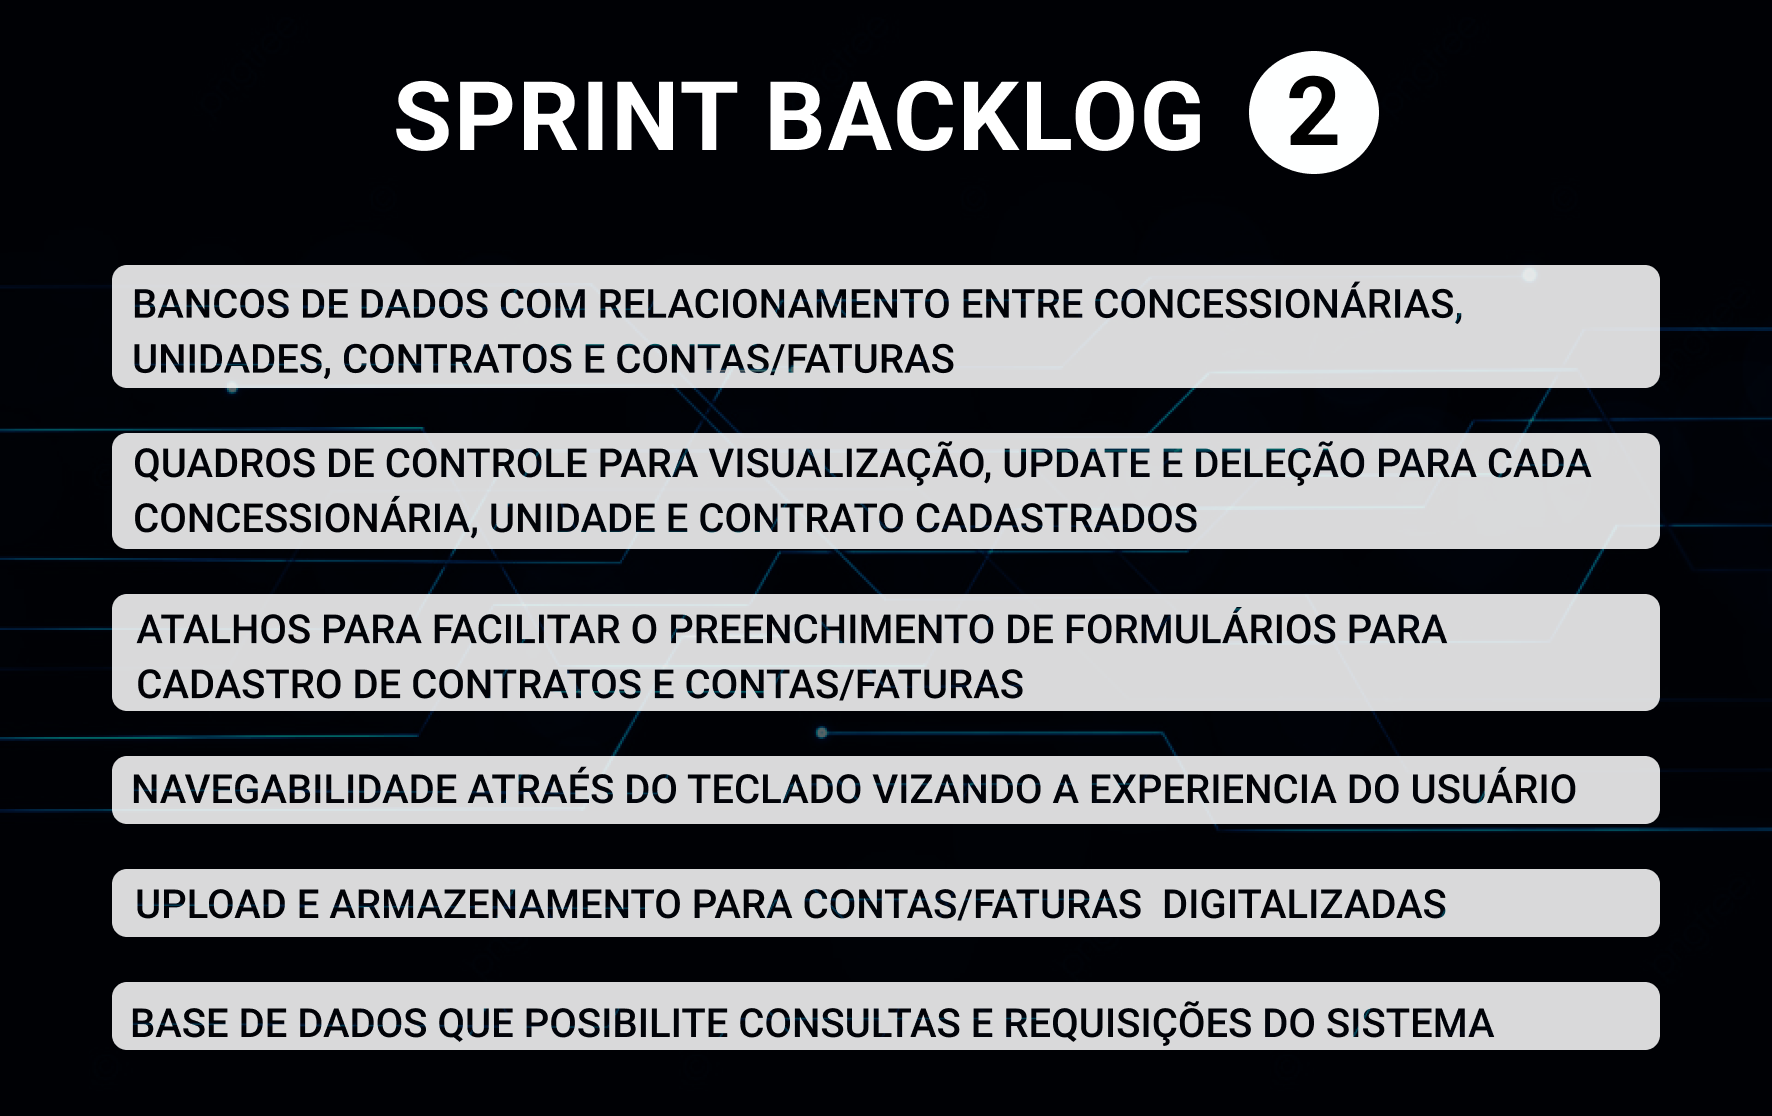 SPRINT BACKLOG 2
BANCOS DE DADOS COM RELACIONAMENTO ENTRE CONCESSIONÁRIAS,
UNIDADES, CONTRATOS E CONTAS/FATURAS
QUADROS DE CONTROLE PARA VISUALIZAÇÃO, UPDATE E DELEÇÃO PARA CADA
CONCESSIONÁRIA, UNIDADE E CONTRATO CADASTRADOS
ATALHOS PARA FACILITAR O PREENCHIMENTO DE FORMULÁRIOS PARA
CADASTRO DE CONTRATOS E CONTAS/FATURAS
NAVEGABILIDADE ATRAÉS DO TECLADO VIZANDO A EXPERIENCIA DO USUÁRIO
UPLOAD E ARMAZENAMENTO PARA CONTAS/FATURAS  DIGITALIZADAS
BASE DE DADOS QUE POSIBILITE CONSULTAS E REQUISIÇÕES DO SISTEMA